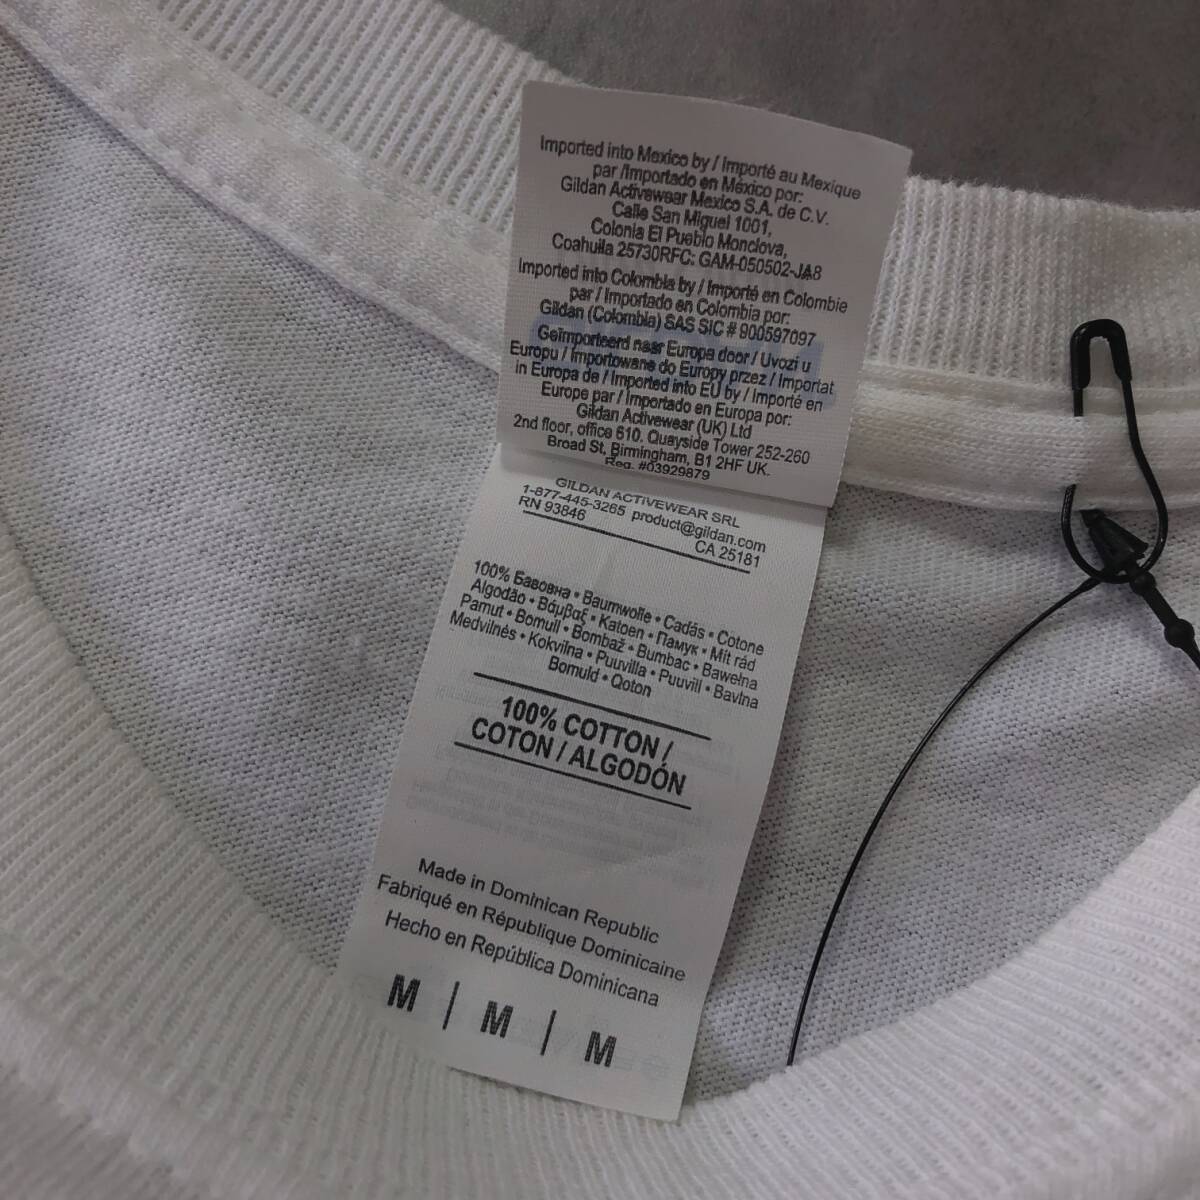 Imported into Mexico by / Importé au Mexique
par /Importado en México por:
Gildan Activewear Mexico S.A. de C.V.
Calle San Miguel 1001,
Colonia El Pueblo Monclova,
Coahuila 25730RFC: GAM-050502-JA8
Imported into Colombia by / Importé en Colombie
par / Importado en Colombia por:
Gildan (Colombia) SAS SIC # 900597097
Geïmporteerd naar Europa door / Uvozi u
Europu / Importowane do Europy przez / Importat
in Europa de / Imported into EU by / Importé en
Europe par / Importado en Europa por:
Gildan Activewear (UK) Ltd
2nd floor, office 610. Quayside Tower 252-260
Broad St, Birmingham, B1 2HF UK.
Reg. #03929879
GILDAN ACTIVEWEAR SRL
1-877-445-3265 product@gildan.com
RN 93846 CA 25181
100% Бавовна • Baumwolle • Cadás • Cotone
Algodão • Βάμβαξ • Katoen • Памук • Mit rád
Pamut • Bomull • Bombaž • Bumbac • Bawełna
Medvilnés • Kokvilna • Puuvilla • Puuvill • Bavlna
Bomuld • Qoton
100% COTTON /
COTON / ALGODÓN
Made in Dominican Republic
Fabriqué en République Dominicaine
Hecho en República Dominicana
M | M | M